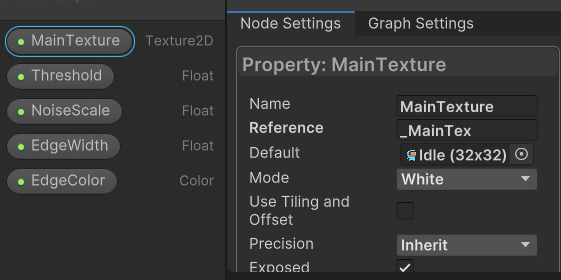 MainTexture Texture2D
Threshold Float
NoiseScale Float
EdgeWidth Float
EdgeColor Color
Node Settings Graph Settings
Property: MainTexture
Name MainTexture
Reference _MainTex
Default Idle (32x32)
Mode White
Use Tiling and
Offset
Precision Inherit
Exposed